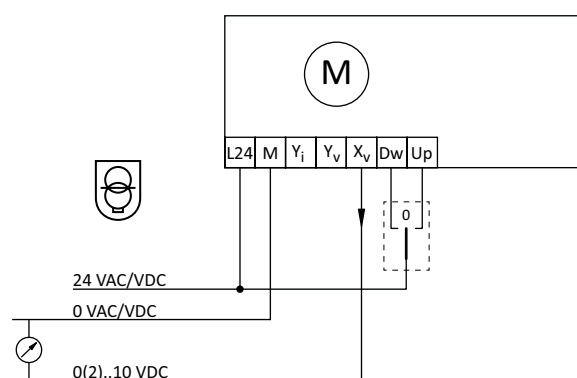 M
L24 M Yi Yv Xv Dw Up
0
24 VAC/VDC
0 VAC/VDC
0(2)..10 VDC